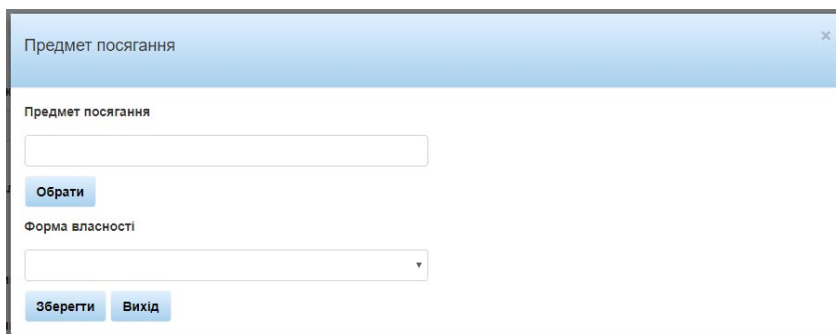 Предмет посягання
×
Предмет посягання
Обрати
Форма власності
Зберегти Вихід